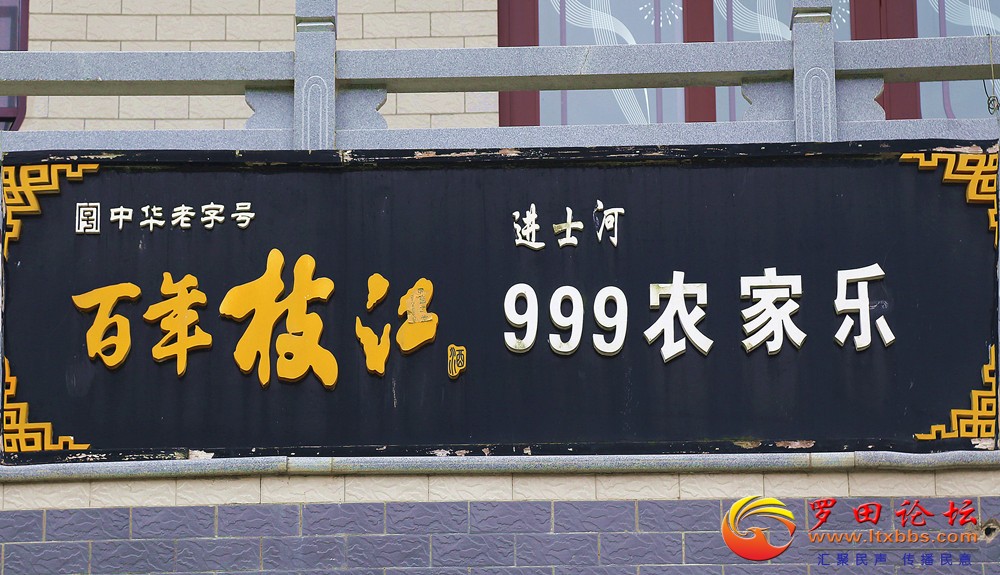 中华老字号
百年枝江
酒
进士河
999农家乐
罗田论坛
www.ltxbbs.com
汇聚民声 传播民意